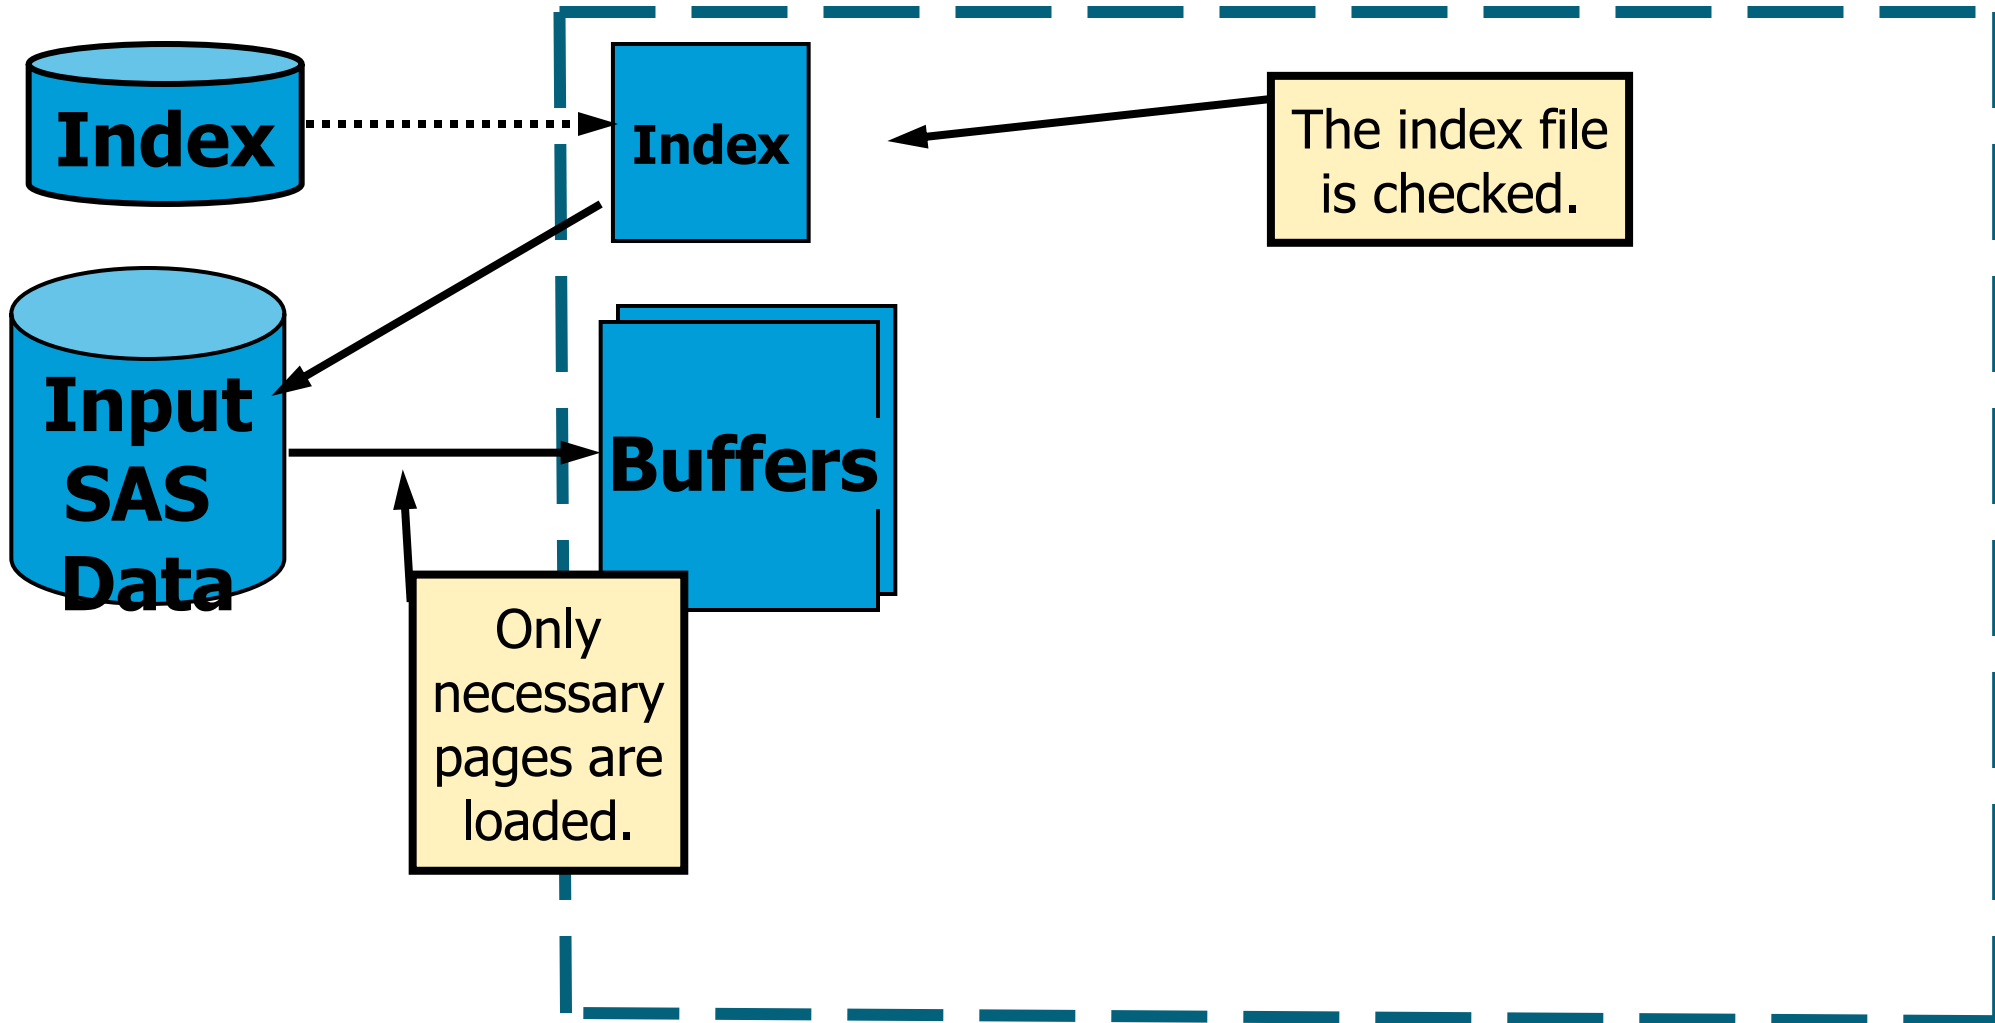 Index
Index
The index file
is checked.
Input
SAS
Data
Buffers
Only
necessary
pages are
loaded.